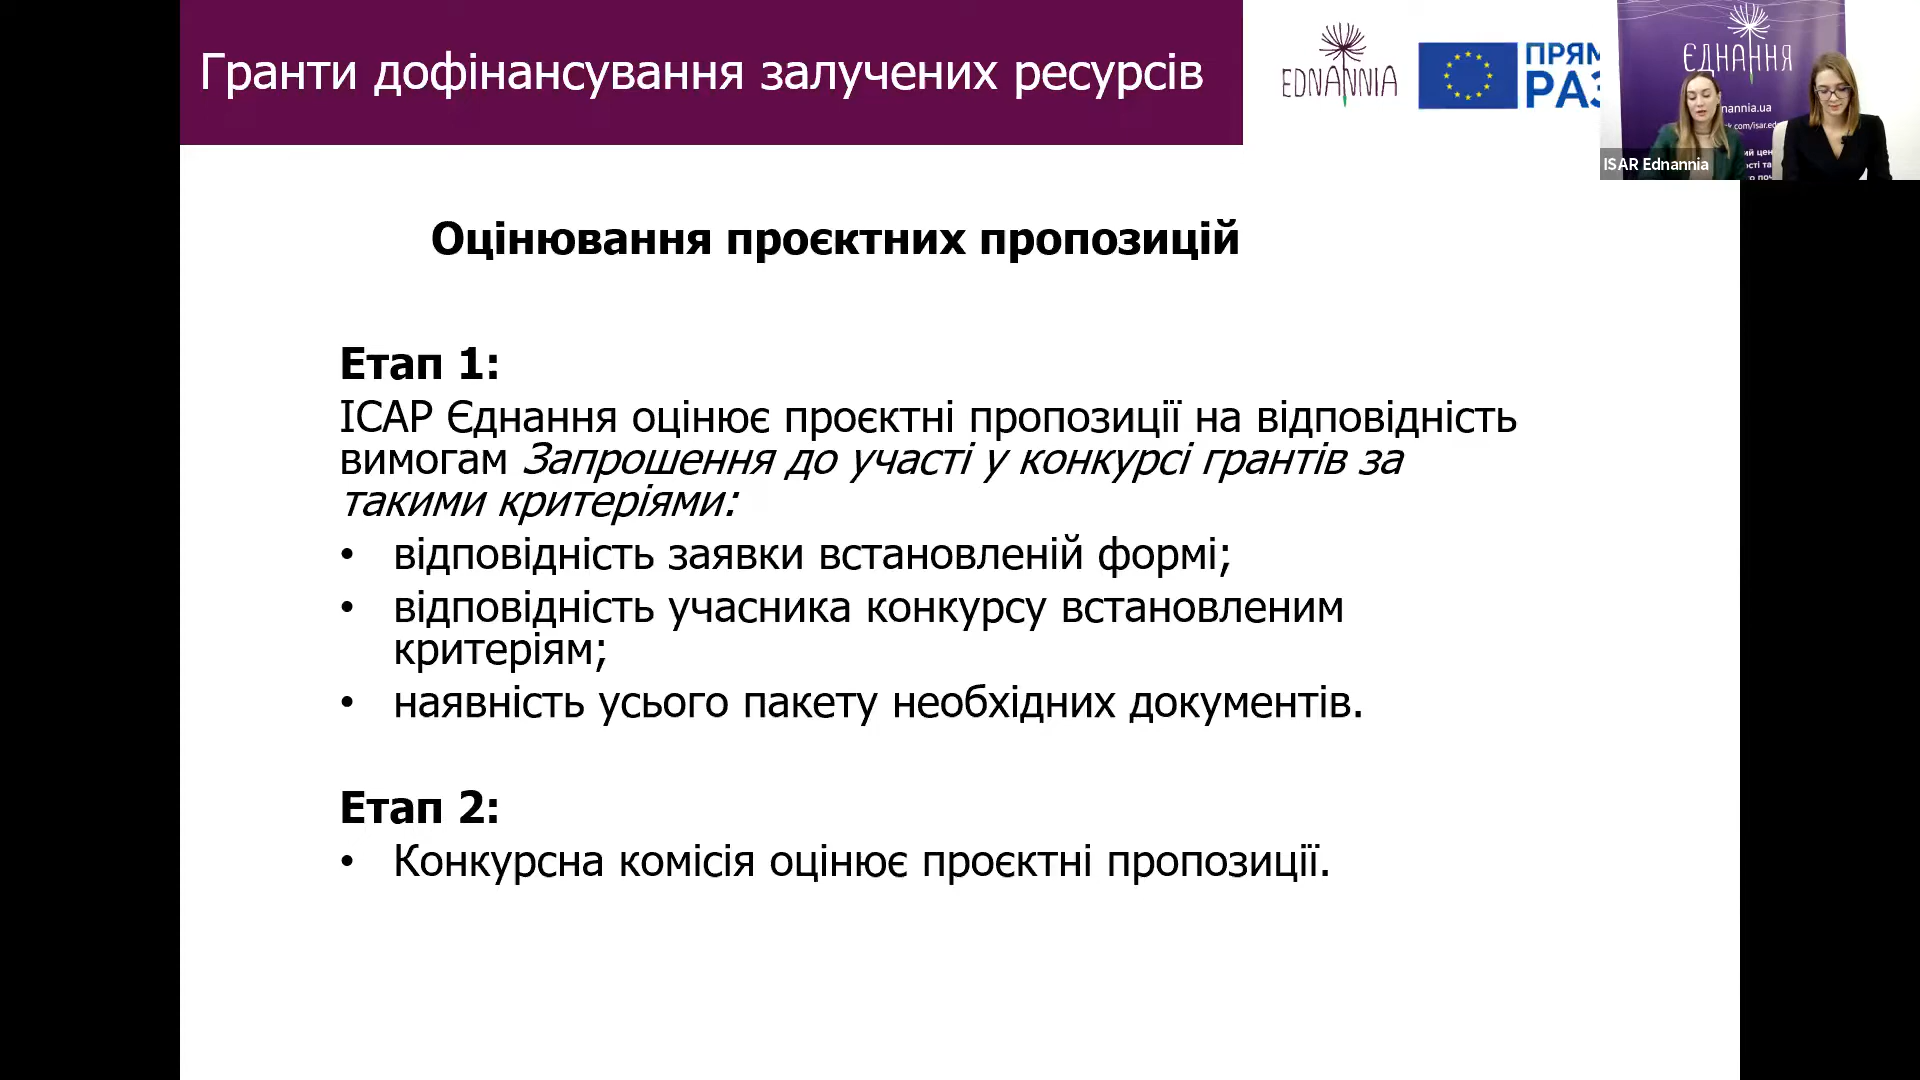 Гранти дофінансування залучених ресурсів
EDNANNIA
ЄДНАННЯ
nannia.ua
ISAR Ednannia
Оцінювання проєктних пропозицій
Етап 1:
ІСАР Єднання оцінює проєктні пропозиції на відповідність
вимогам Запрошення до участі у конкурсі грантів за
такими критеріями:
• відповідність заявки встановленій формі;
• відповідність учасника конкурсу встановленим
критеріям;
• наявність усього пакету необхідних документів.
Етап 2:
• Конкурсна комісія оцінює проєктні пропозиції.